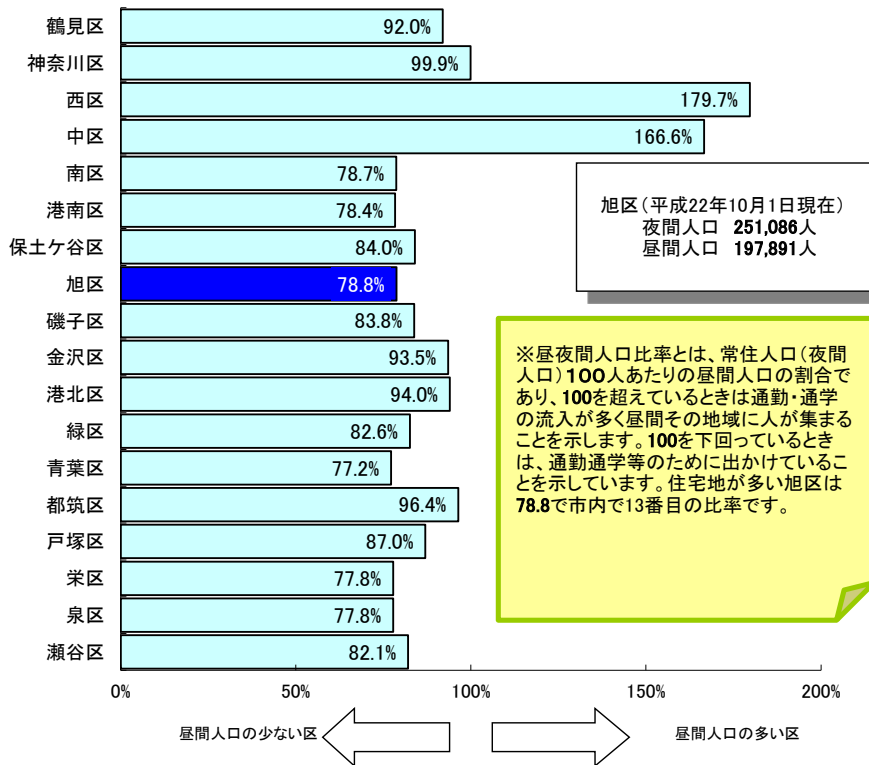 鶴見区 92.0%
神奈川区 99.9%
西区 179.7%
中区 166.6%
南区 78.7%
港南区 78.4%
保土ケ谷区 84.0%
旭区 78.8%
磯子区 83.8%
金沢区 93.5%
港北区 94.0%
緑区 82.6%
青葉区 77.2%
都筑区 96.4%
戸塚区 87.0%
栄区 77.8%
泉区 77.8%
瀬谷区 82.1%
0% 50% 100% 150% 200%
昼間人口の少ない区 昼間人口の多い区
旭区(平成22年10月1日現在)
夜間人口 251,086人
昼間人口 197,891人
※昼夜間人口比率とは、常住人口(夜間
人口)100人あたりの昼間人口の割合で
あり、100を超えているときは通勤・通学
の流入が多く昼間その地域に人が集まる
ことを示します。100を下回っているとき
は、通勤通学等のために出かけているこ
とを示しています。住宅地が多い旭区は
78.8で市内で13番目の比率です。